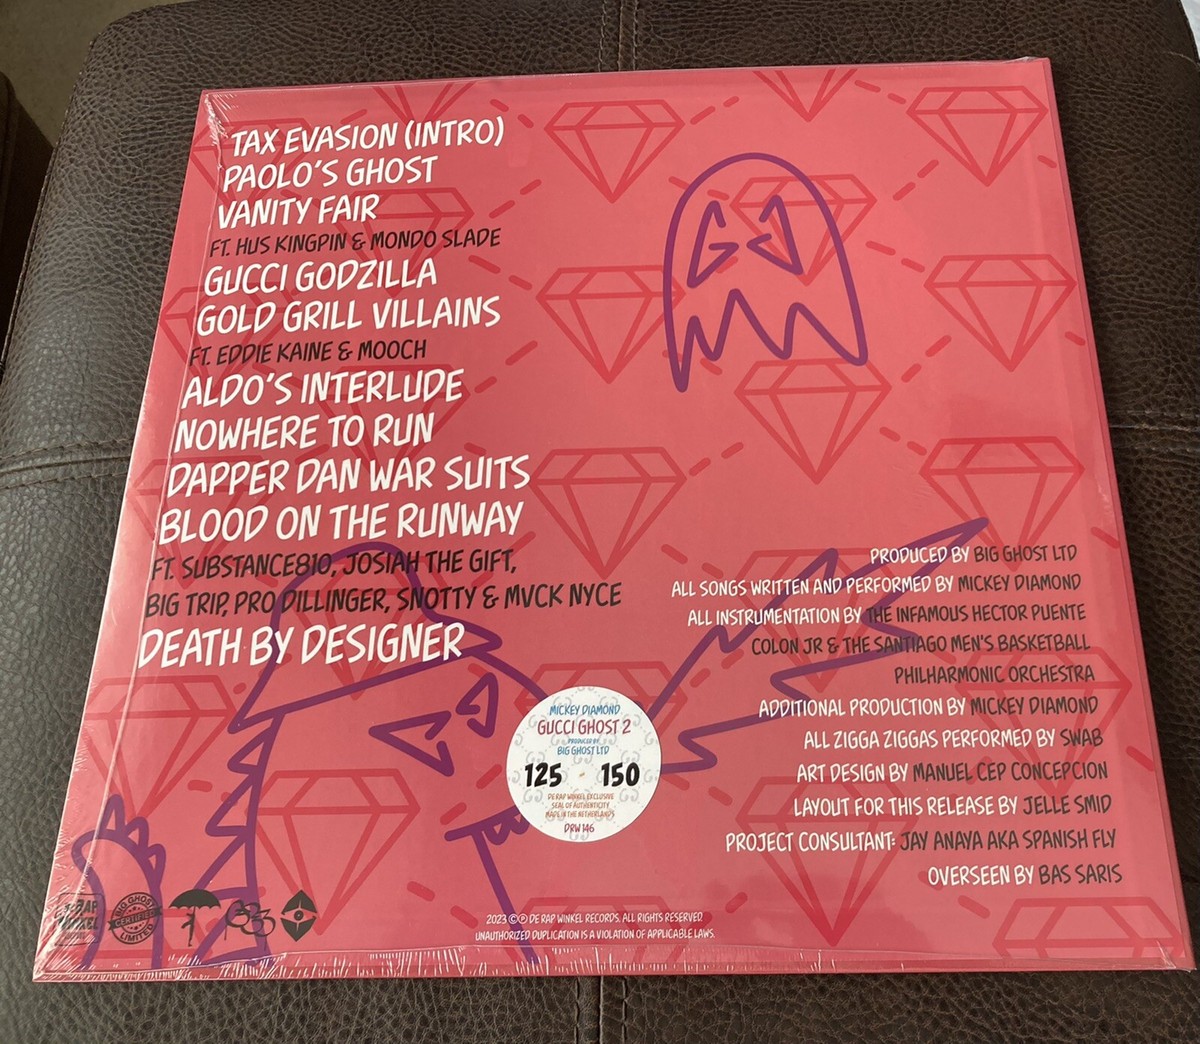 TAX EVASION (INTRO)
PAOLO'S GHOST
VANITY FAIR
FT. HUS KINGPIN & MONDO SLADE
GUCCI GODZILLA
GOLD GRILL VILLAINS
FT. EDDIE KAINE & MOOCH
ALDO'S INTERLUDE
NOWHERE TO RUN
DAPPER DAN WAR SUITS
BLOOD ON THE RUNWAY
FT. SUBSTANCE810, JOSIAH THE GIFT,
BIG TRIP, PRO DILLINGER, SNOTTY & MVCK NYCE
DEATH BY DESIGNER
PRODUCED BY BIG GHOST LTD
ALL SONGS WRITTEN AND PERFORMED BY MICKEY DIAMOND
ALL INSTRUMENTATION BY THE INFAMOUS HECTOR PUENTE
COLON JR & THE SANTIAGO MEN'S BASKETBALL
PHILHARMONIC ORCHESTRA
ADDITIONAL PRODUCTION BY MICKEY DIAMOND
ALL ZIGGA ZIGGAS PERFORMED BY SWAB
ART DESIGN BY MANUEL CEP CONCEPCION
LAYOUT FOR THIS RELEASE BY JELLE SMID
PROJECT CONSULTANT: JAY ANAYA AKA SPANISH FLY
OVERSEEN BY BAS SARIS
MICKEY DIAMOND
GUCCI GHOST 2
PRODUCED BY
BIG GHOST LTD
125 - 150
DE RAP WINKEL EXCLUSIVE
SEAL OF AUTHENTICITY
MADE IN THE NETHERLANDS
DRW 146
BIG GHOST
CERTIFIED
LIMITED
2023 © ℗ DE RAP WINKEL RECORDS. ALL RIGHTS RESERVED
UNAUTHORIZED DUPLICATION IS A VIOLATION OF APPLICABLE LAWS.